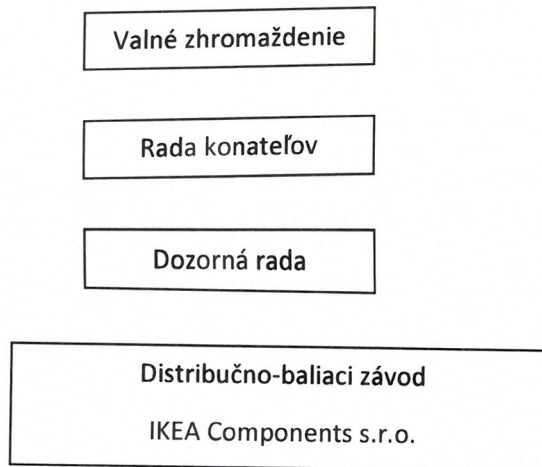 Valné zhromaždenie
Rada konateľov
Dozorná rada
Distribučno-baliaci závod
IKEA Components s.r.o.